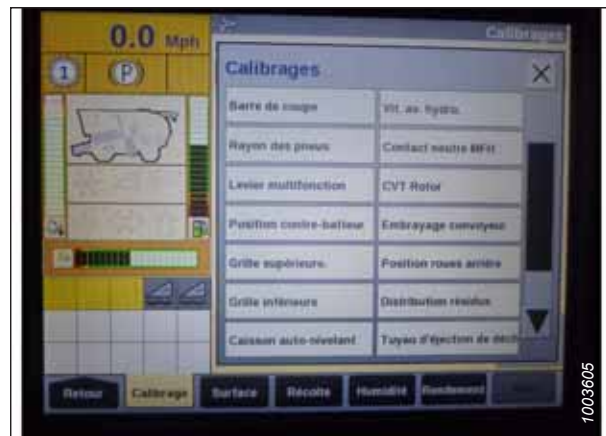 0.0 Mph
Calibrages
1
P
Calibrages
Barre de coupe
Vit. av. hydro.
Rayon des pneus
Contact neutre MFH
Levier multifonction
CVT Rotor
Position contre-batteur
Embrayage convoyeur
Grille supérieure.
Position roues arrière
Grille inférieure
Distribution résidus
Caisson auto-nivelant
Tuyau d'éjection de déch
Retour
Calibrage
Surface
Récolte
Humidité
Rendement
1003605